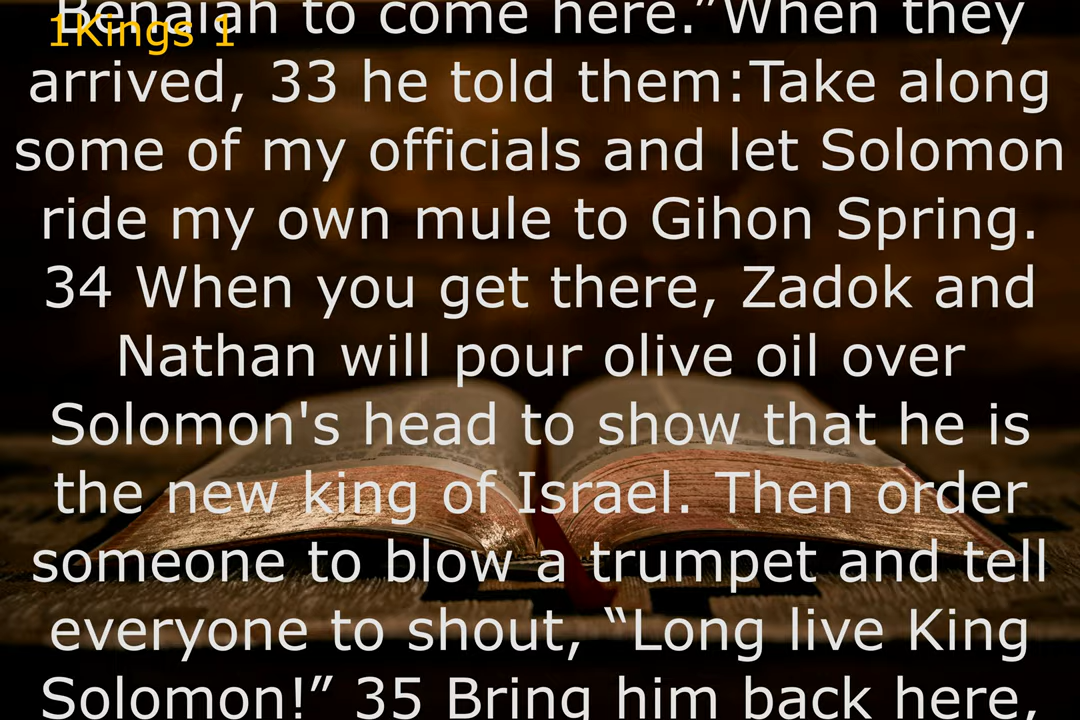 Benaiah to come here.”When they
1Kings 1
arrived, 33 he told them:Take along
some of my officials and let Solomon
ride my own mule to Gihon Spring.
34 When you get there, Zadok and
Nathan will pour olive oil over
Solomon's head to show that he is
the new king of Israel. Then order
someone to blow a trumpet and tell
everyone to shout, “Long live King
Solomon!” 35 Bring him back here,